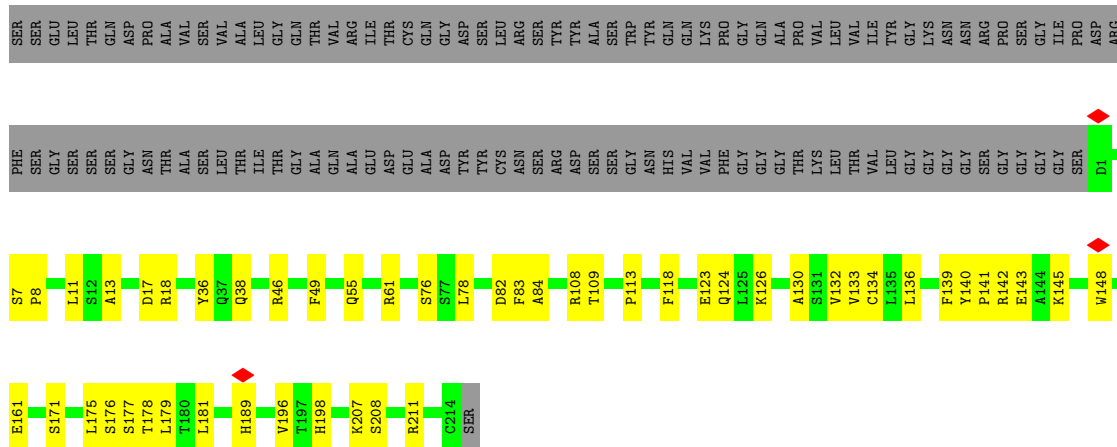 SER SER GLU LEU THR GLN ASP PRO ALA VAL SER VAL ALA LEU GLY GLN THR VAL ARG ILE THR CYS GLN GLY ASP SER LEU ARG SER TYR TYR ALA SER TRP TYR GLN GLN LYS PRO GLY GLN ALA PRO VAL LEU VAL ILE TYR GLY LYS ASN ASN ARG PRO SER GLY ILE PRO ASP ARG
PHE SER GLY SER SER SER GLY ASN THR ALA SER LEU THR ILE THR GLY ALA GLN ALA GLU ASP GLU ALA ASP TYR TYR CYS ASN SER ARG ASP SER SER GLY ASN HIS VAL VAL PHE GLY GLY GLY THR LYS LEU THR VAL LEU GLY GLY GLY GLY SER GLY GLY GLY GLY SER D1
S7 P8 L11 S12 A13 D17 R18 Y36 Q37 Q38 R46 F49 Q55 R61 S76 S77 L78 D82 F83 A84 R108 T109 P113 F118 E123 Q124 L125 K126 A130 S131 V132 V133 C134 L135 L136 F139 Y140 P141 R142 E143 A144 K145 W148
E161 S171 L175 S176 S177 T178 L179 T180 L181 H189 V196 T197 H198 K207 S208 R211 C214 SER